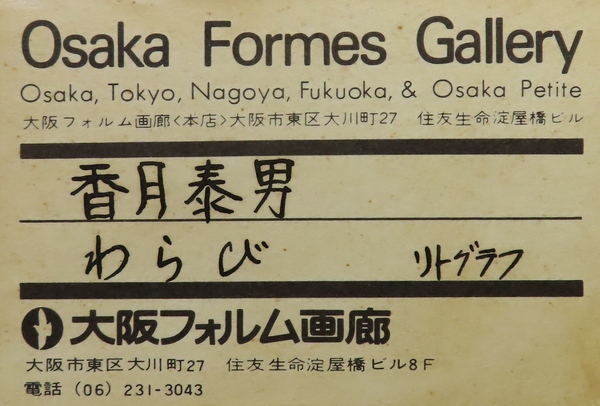 Osaka Formes Gallery
Osaka, Tokyo, Nagoya, Fukuoka, & Osaka Petite
大阪フォルム画廊〈本店〉大阪市東区大川町27 住友生命淀屋橋ビル
香月泰男
わらび リトグラフ
大阪フォルム画廊
大阪市東区大川町27 住友生命淀屋橋ビル8F
電話 (06) 231-3043